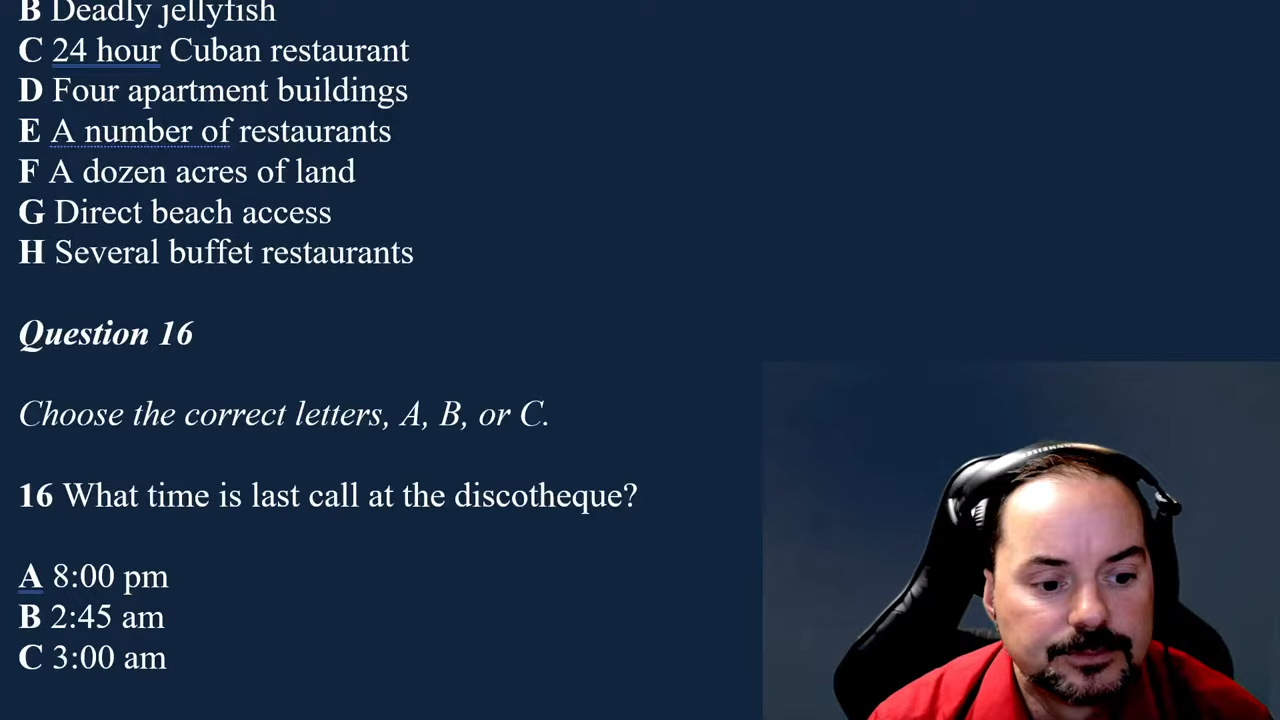 B Deadly jellyfish
C 24 hour Cuban restaurant
D Four apartment buildings
E A number of restaurants
F A dozen acres of land
G Direct beach access
H Several buffet restaurants
Question 16
Choose the correct letters, A, B, or C.
16 What time is last call at the discotheque?
A 8:00 pm
B 2:45 am
C 3:00 am